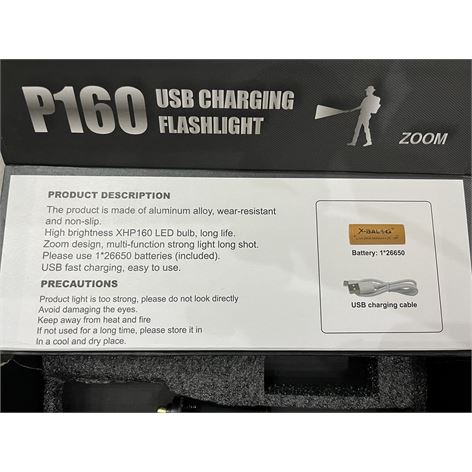 P160 USB CHARGING
FLASHLIGHT
ZOOM
PRODUCT DESCRIPTION
The product is made of aluminum alloy, wear-resistant
and non-slip.
High brightness XHP160 LED bulb, long life.
Zoom design, multi-function strong light long shot.
Please use 1*26650 batteries (included).
USB fast charging, easy to use.
PRECAUTIONS
Product light is too strong, please do not look directly
Avoid damaging the eyes.
Keep away from heat and fire
If not used for a long time, please store it
In a cool and dry place.
Battery: 1*26650
USB charging cable